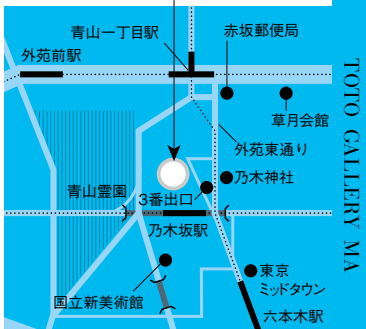 青山一丁目駅
赤坂郵便局
外苑前駅
草月会館
外苑東通り
青山霊園
乃木神社
3番出口
乃木坂駅
東京
ミッドタウン
国立新美術館
六本木駅
TOTO GALLERY MA